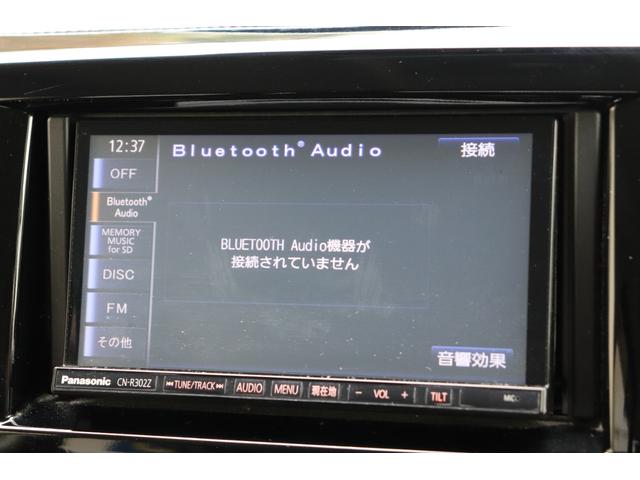 12:37
Bluetooth® Audio
接続
OFF
Bluetooth®
Audio
MEMORY
MUSIC
for SD
DISC
FM
その他
BLUETOOTH Audio機器が
接続されていません
音響効果
Panasonic CN-R302Z TUNE/TRACK AUDIO MENU 現在地 − VOL + TILT MIC